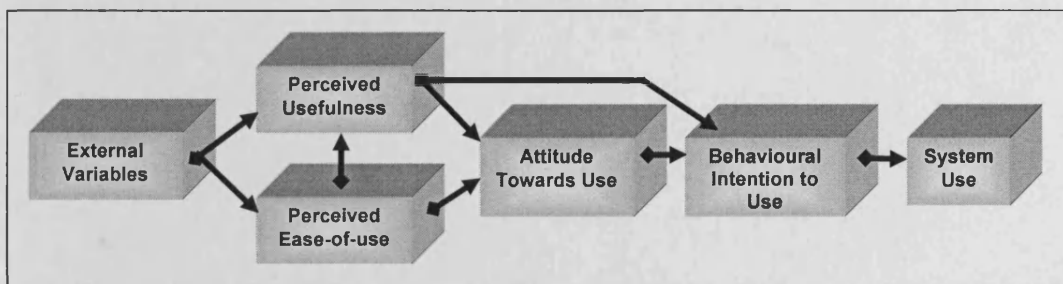 External
Variables
Perceived
Usefulness
Perceived
Ease-of-use
Attitude
Towards Use
Behavioural
Intention to
Use
System
Use